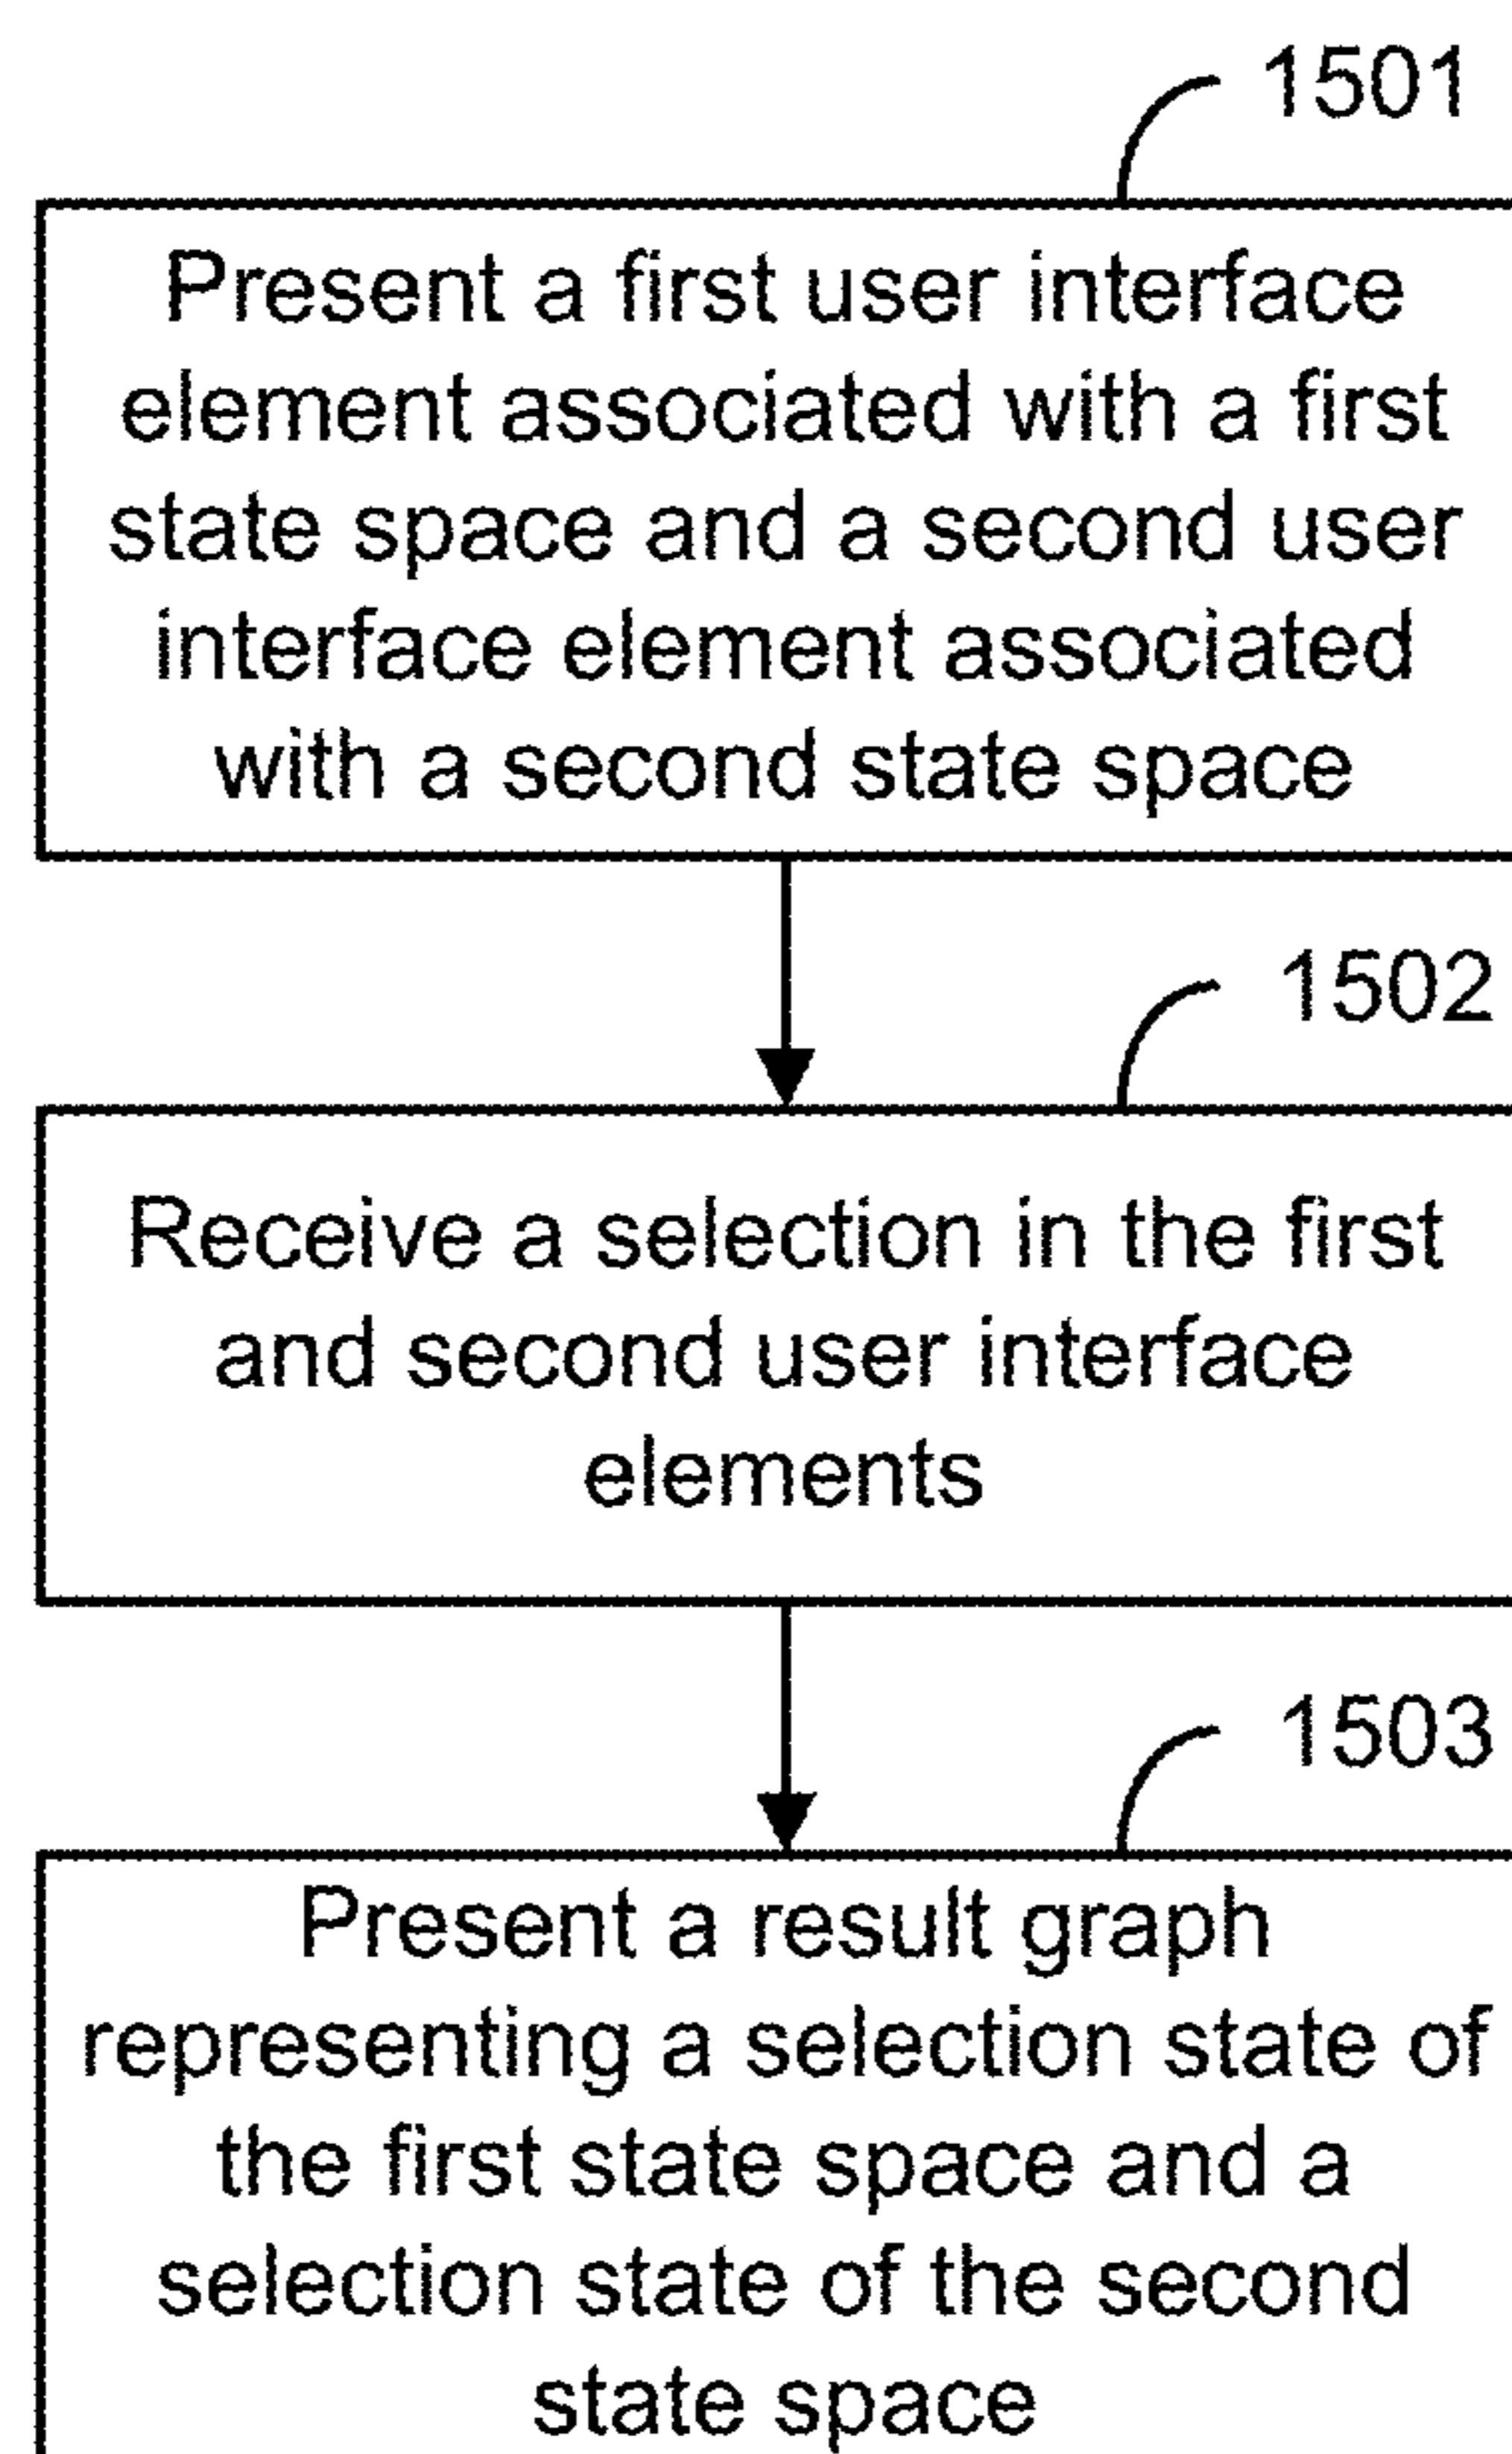 1501
Present a first user interface
element associated with a first
state space and a second user
interface element associated
with a second state space
1502
Receive a selection in the first
and second user interface
elements
1503
Present a result graph
representing a selection state of
the first state space and a
selection state of the second
state space